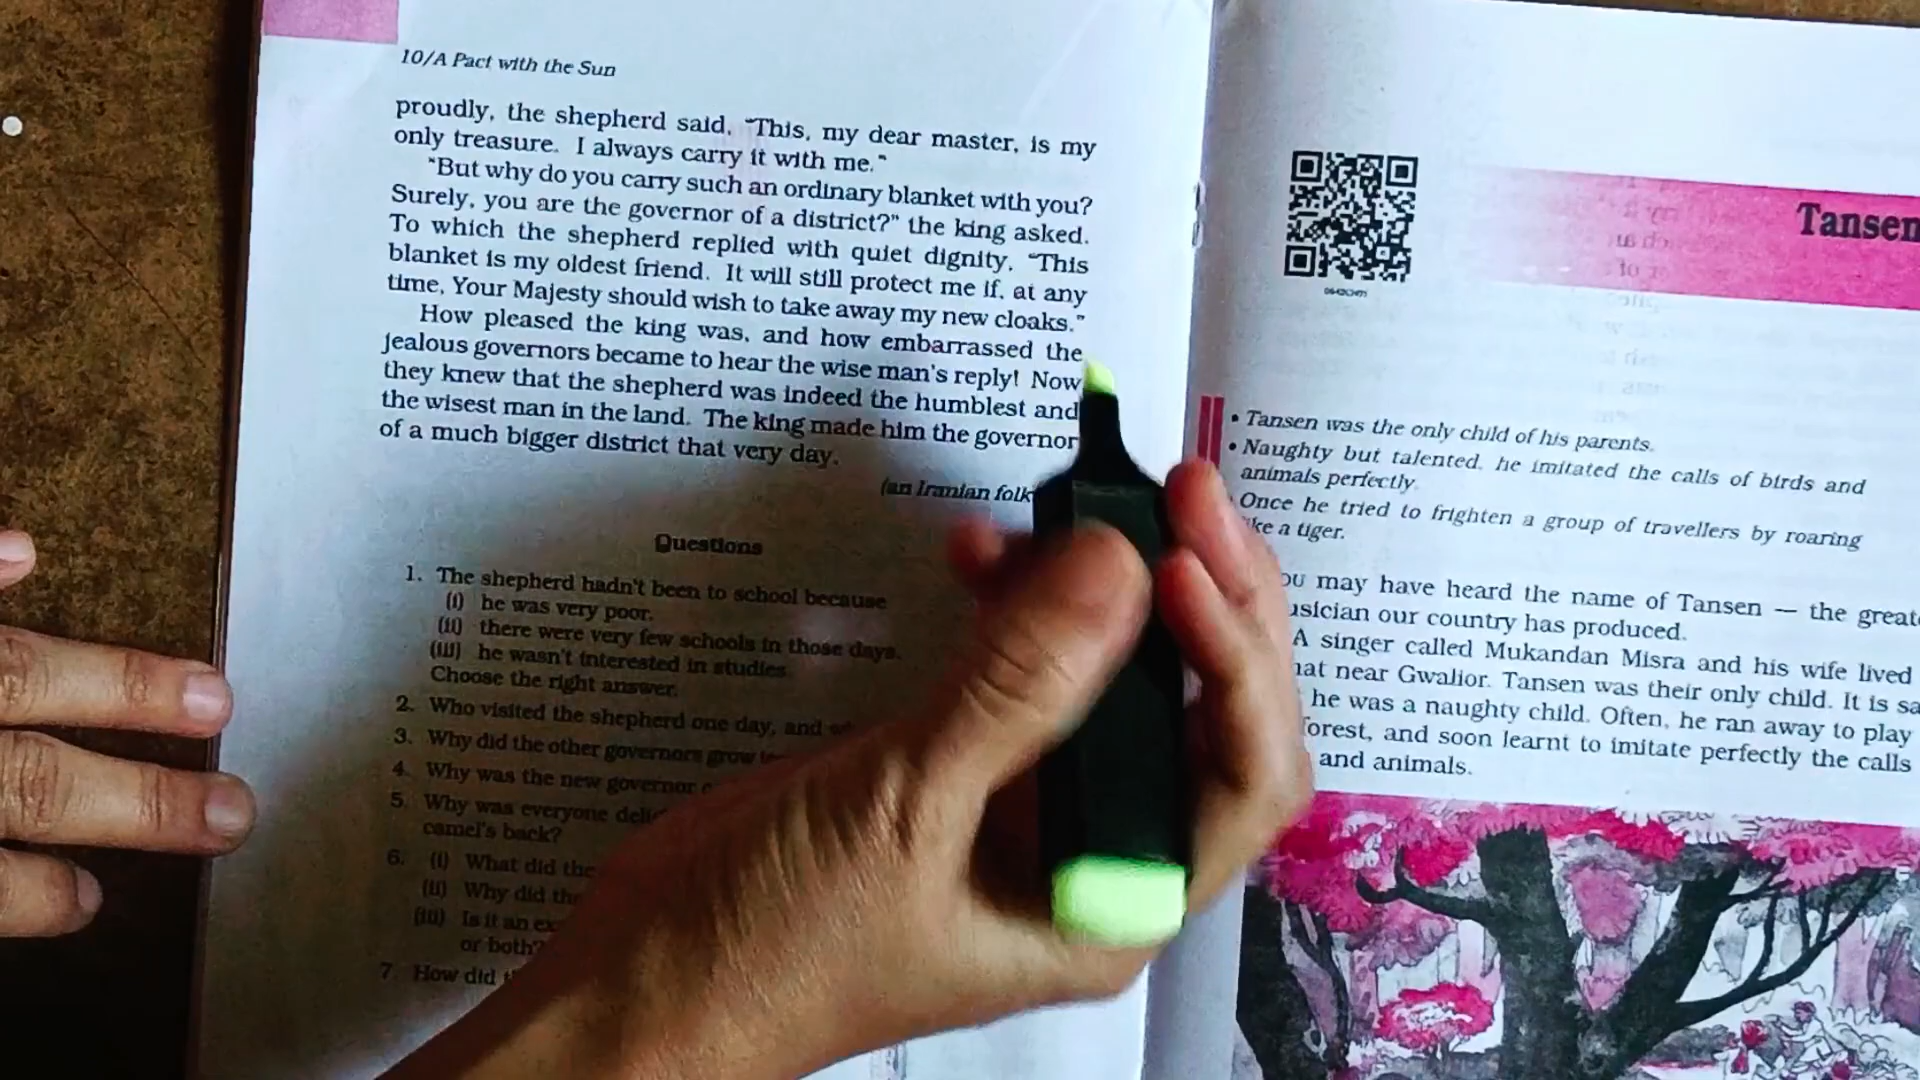 10/A Pact with the Sun
proudly, the shepherd said, "This, my dear master, is my
only treasure. I always carry it with me."
"But why do you carry such an ordinary blanket with you?
Surely, you are the governor of a district?" the king asked.
To which the shepherd replied with quiet dignity, "This
blanket is my oldest friend. It will still protect me if, at any
time, Your Majesty should wish to take away my new cloaks."
How pleased the king was, and how embarrassed the
jealous governors became to hear the wise man's reply! Now
they knew that the shepherd was indeed the humblest and
the wisest man in the land. The king made him the governor
of a much bigger district that very day.
(an Iranian folk
Questions
1. The shepherd hadn't been to school because
(i) he was very poor.
(ii) there were very few schools in those days.
(iii) he wasn't interested in studies.
Choose the right answer.
2. Who visited the shepherd one day, and
3. Why did the other governors grow
4. Why was the new governor
5. Why was everyone
camel's back?
6. (i) What did the
(ii) Why did the
(iii) Is it an
or both?
7. How did
Tansen
• Tansen was the only child of his parents.
• Naughty but talented, he imitated the calls of birds and
animals perfectly.
Once he tried to frighten a group of travellers by roaring
a tiger.
may have heard the name of Tansen — the
our country has produced.
A singer called Mukandan Misra and his wife lived
near Gwalior. Tansen was their only child. It is
he was a naughty child. Often, he ran away to play
forest, and soon learnt to imitate perfectly the calls
and animals.